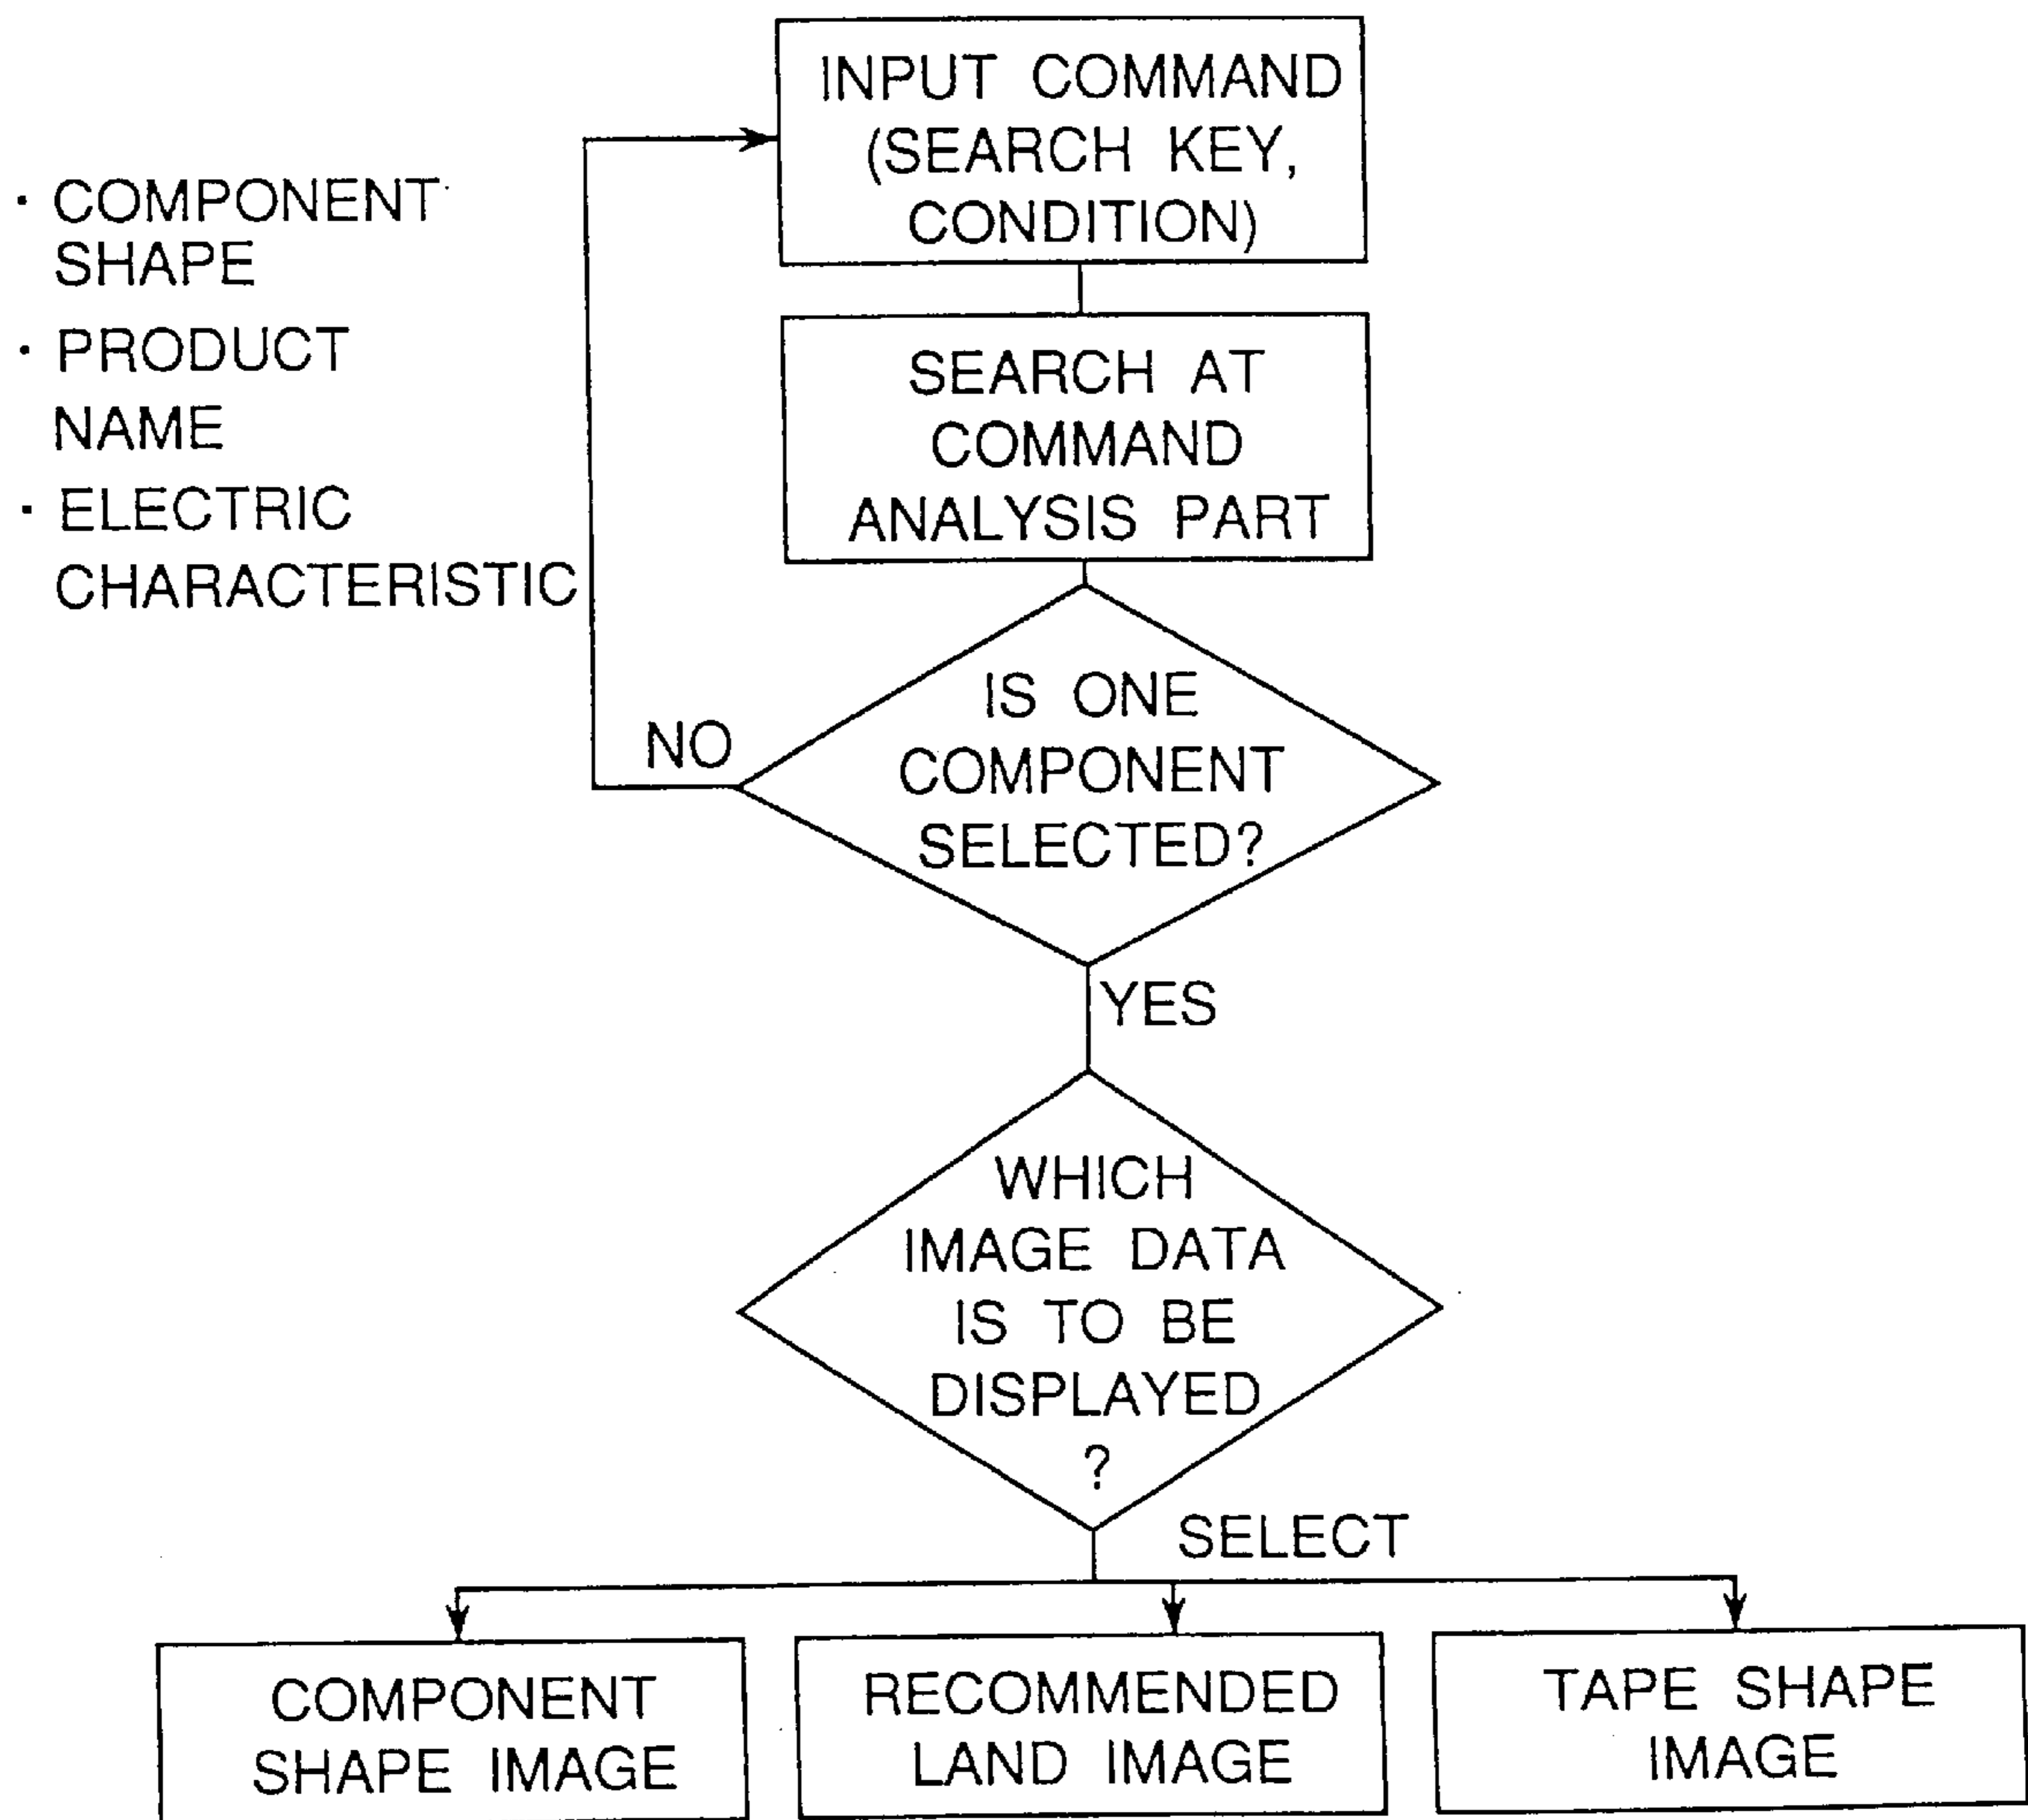 INPUT COMMAND
(SEARCH KEY,
CONDITION)
· COMPONENT
SHAPE
· PRODUCT
NAME
· ELECTRIC
CHARACTERISTIC
SEARCH AT
COMMAND
ANALYSIS PART
IS ONE
COMPONENT
SELECTED?
NO
YES
WHICH
IMAGE DATA
IS TO BE
DISPLAYED
?
SELECT
COMPONENT
SHAPE IMAGE
RECOMMENDED
LAND IMAGE
TAPE SHAPE
IMAGE